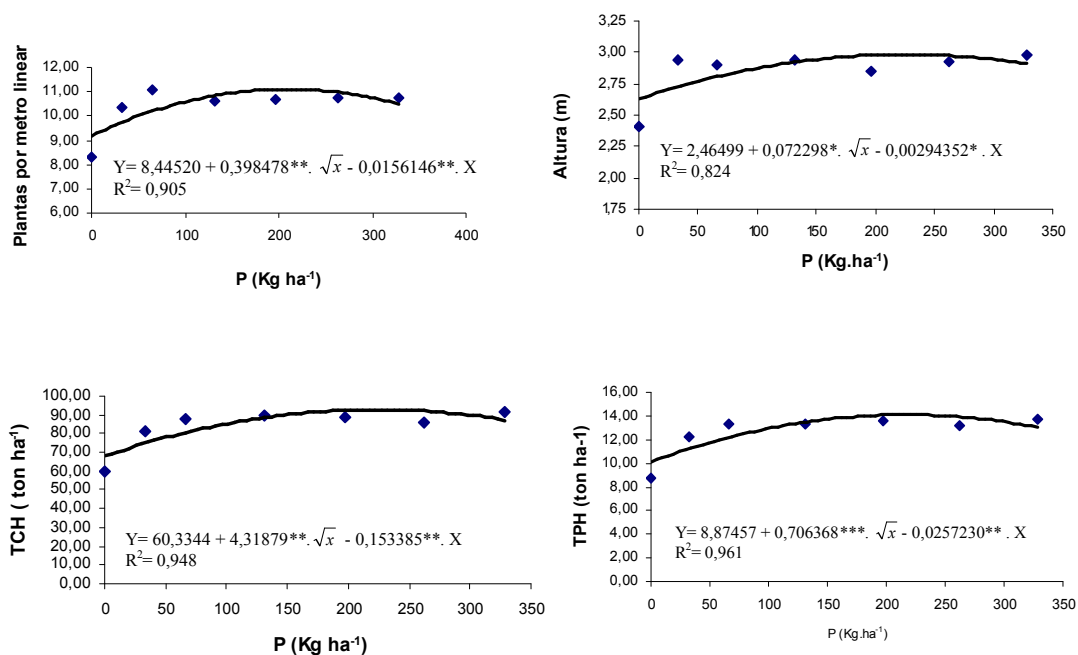 Plantas por metro linear
12,00
11,00
10,00
9,00
8,00
7,00
6,00
Y= 8,44520 + 0,398478**. √x - 0,0156146**. X
R²= 0,905
0 100 200 300 400
P (Kg ha⁻¹)
Altura (m)
3,25
3,00
2,75
2,50
2,25
2,00
1,75
Y= 2,46499 + 0,072298*. √x - 0,00294352* . X
R²= 0,824
0 50 100 150 200 250 300 350
P (Kg.ha⁻¹)
TCH ( ton ha⁻¹)
100,00
90,00
80,00
70,00
60,00
50,00
40,00
30,00
20,00
10,00
0,00
Y= 60,3344 + 4,31879**. √x - 0,153385**. X
R²= 0,948
0 50 100 150 200 250 300 350
P (Kg ha⁻¹)
TPH (ton ha-1)
16,00
14,00
12,00
10,00
8,00
6,00
4,00
2,00
0,00
Y= 8,87457 + 0,706368***. √x - 0,0257230** . X
R²= 0,961
0 50 100 150 200 250 300 350
P (Kg.ha⁻¹)